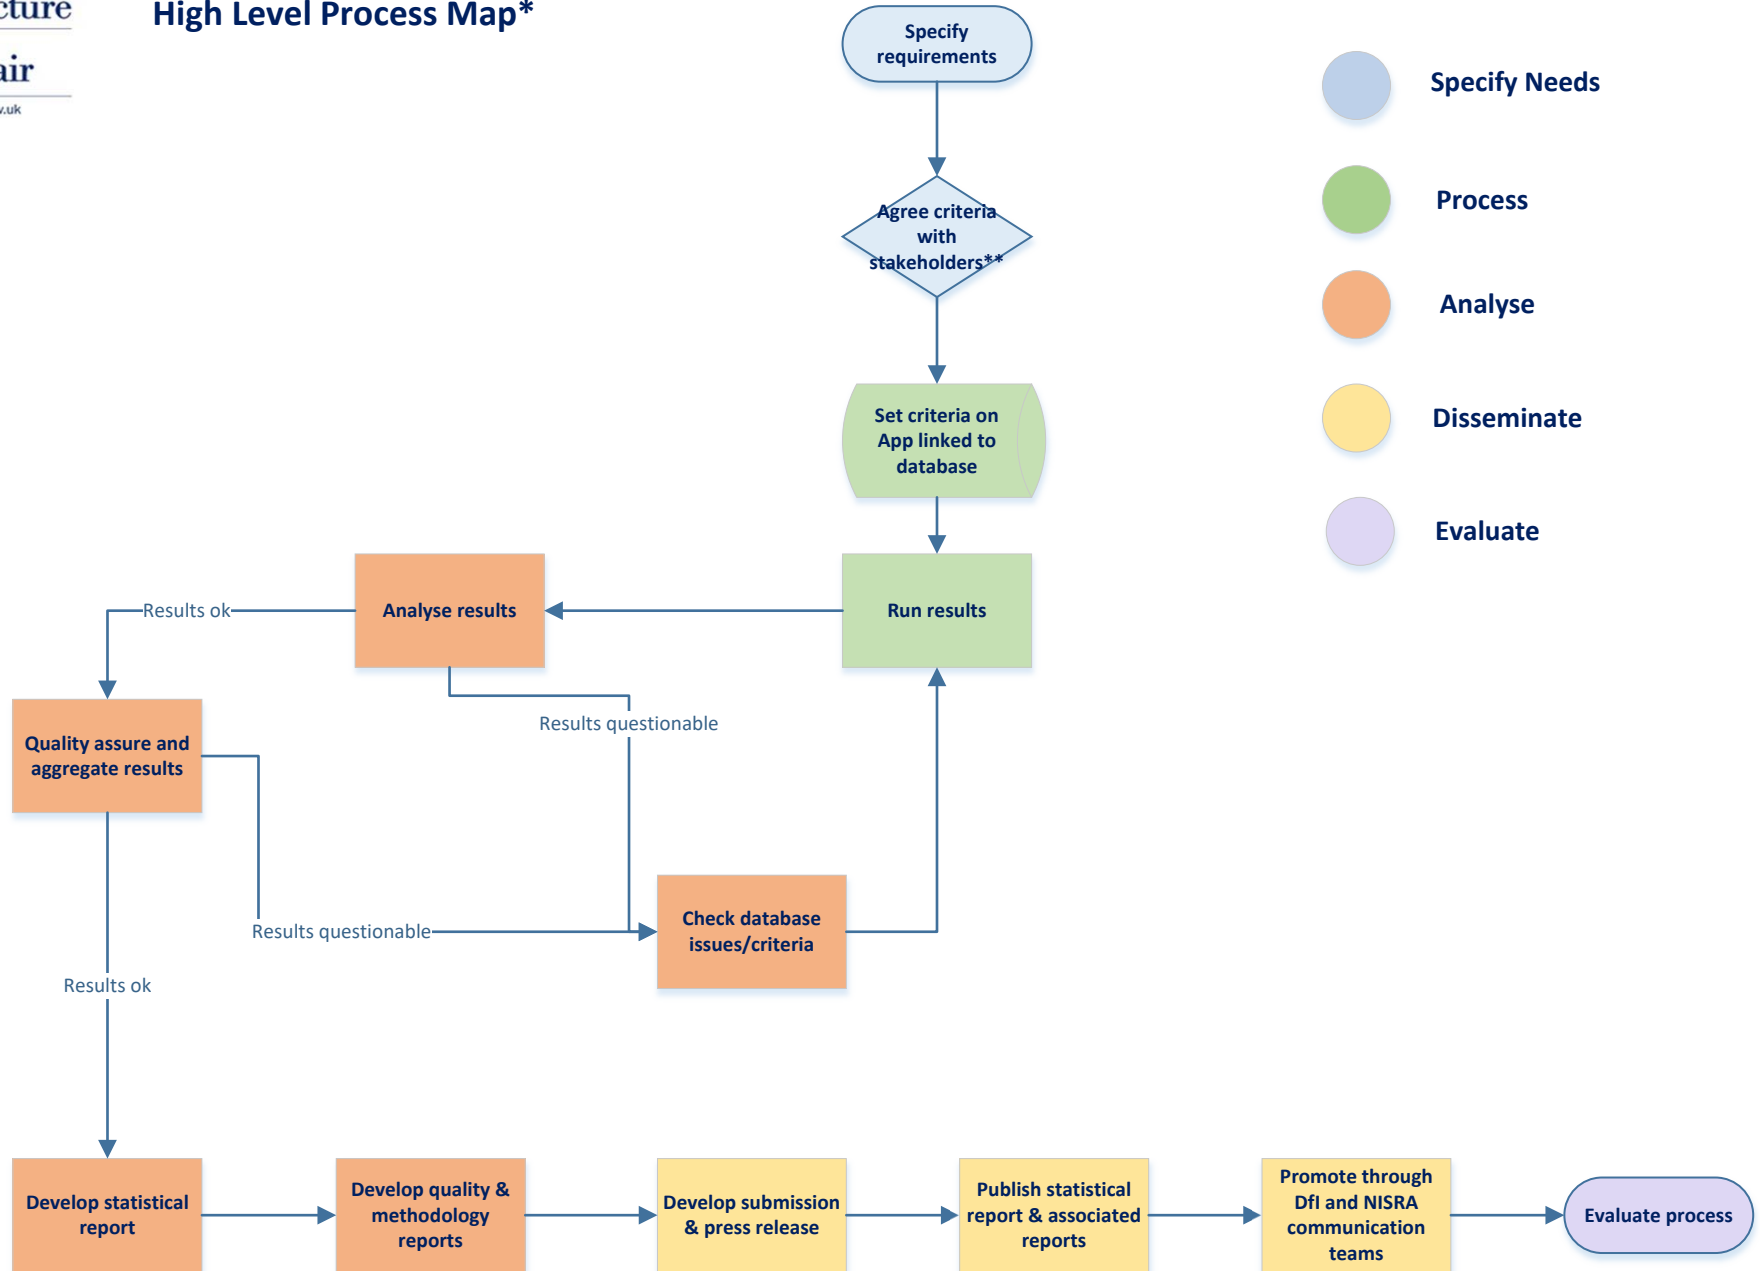 High Level Process Map*
Specify
requirements
Agree criteria
with
stakeholders**
Set criteria on
App linked to
database
Run results
Analyse results
Results ok
Results questionable
Quality assure and
aggregate results
Results questionable
Check database
issues/criteria
Results ok
Develop statistical
report
Develop quality &
methodology
reports
Develop submission
& press release
Publish statistical
report & associated
reports
Promote through
DfI and NISRA
communication
teams
Evaluate process
Specify Needs
Process
Analyse
Disseminate
Evaluate